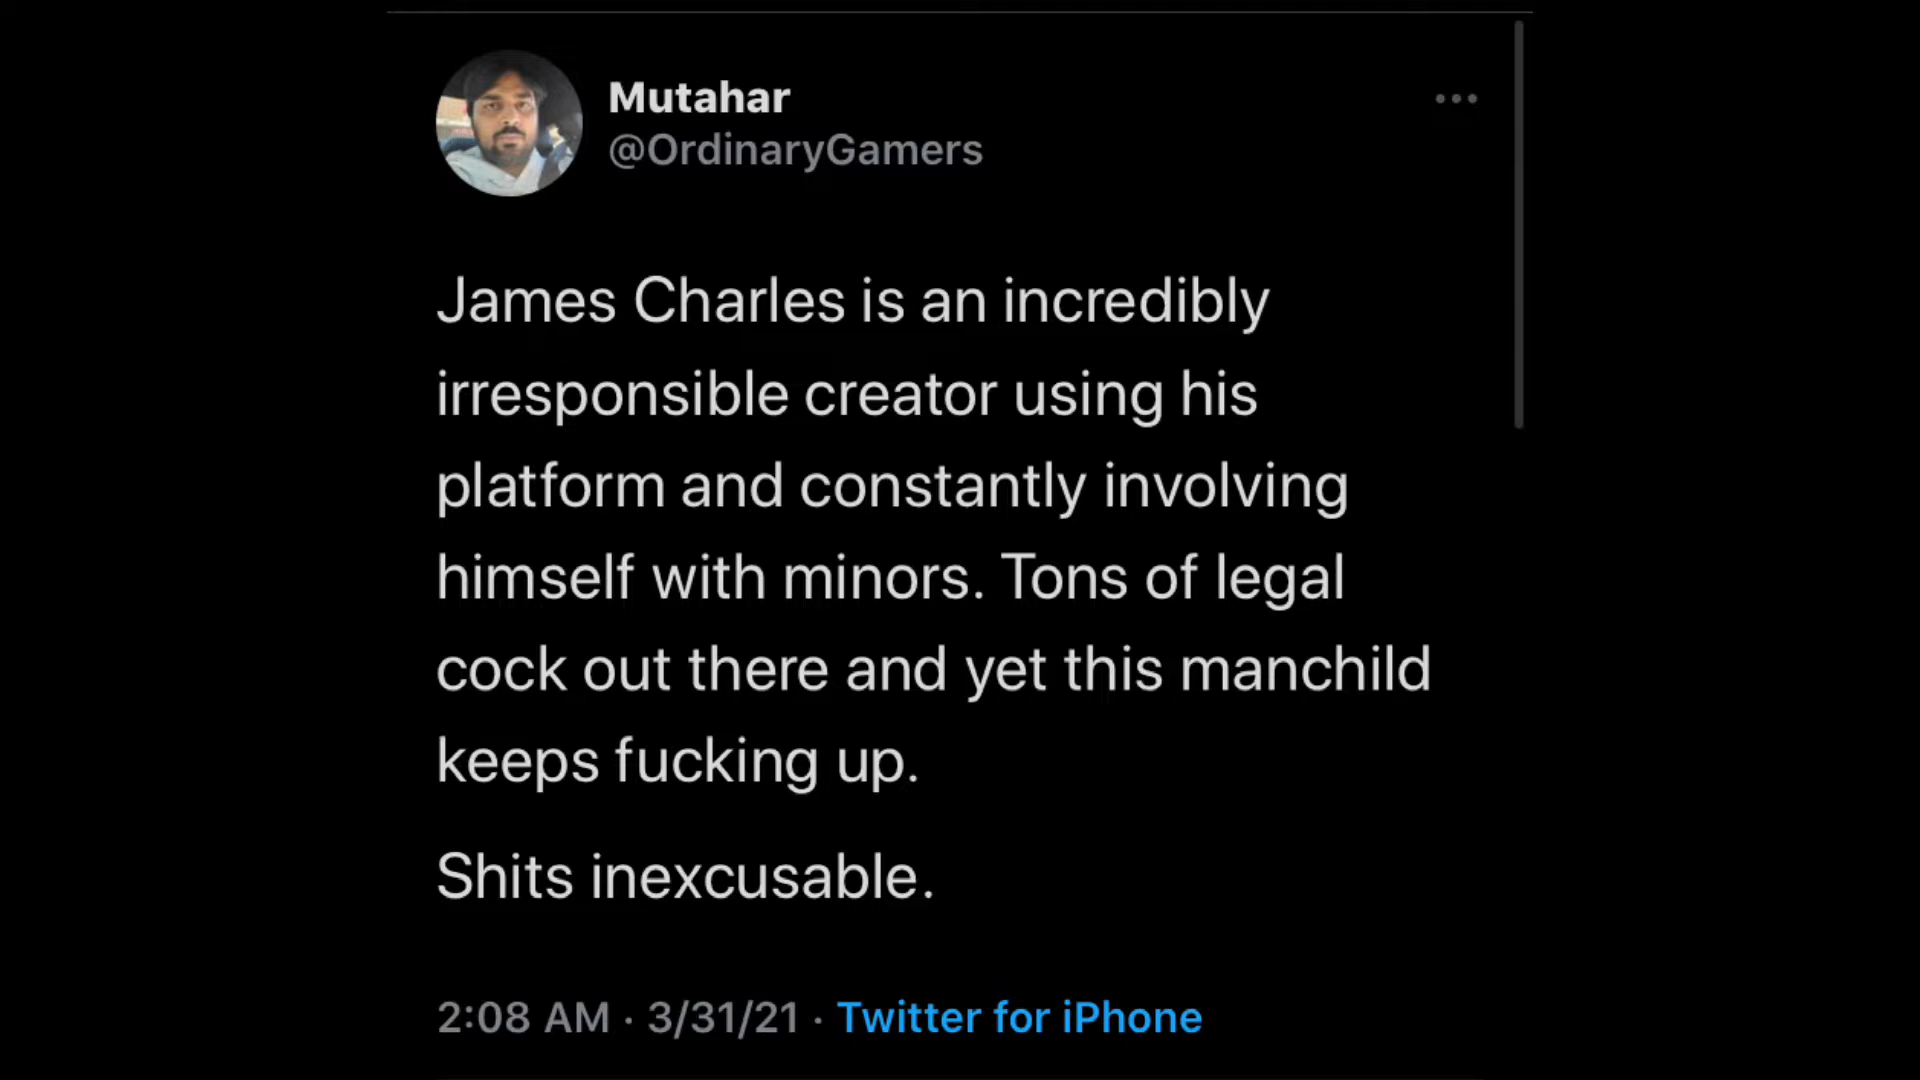 Mutahar
@OrdinaryGamers
James Charles is an incredibly
irresponsible creator using his
platform and constantly involving
himself with minors. Tons of legal
cock out there and yet this manchild
keeps fucking up.
Shits inexcusable.
2:08 AM · 3/31/21 · Twitter for iPhone